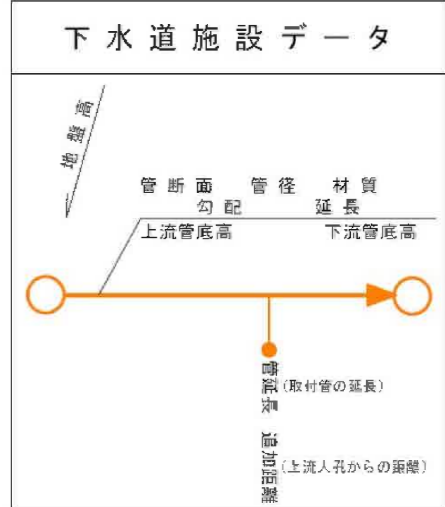 下水道施設データ
地盤高
管断面 管径 材質
勾配 延長
上流管底高 下流管底高
管延長 (取付管の延長)
追加距離 (上流人孔からの距離)